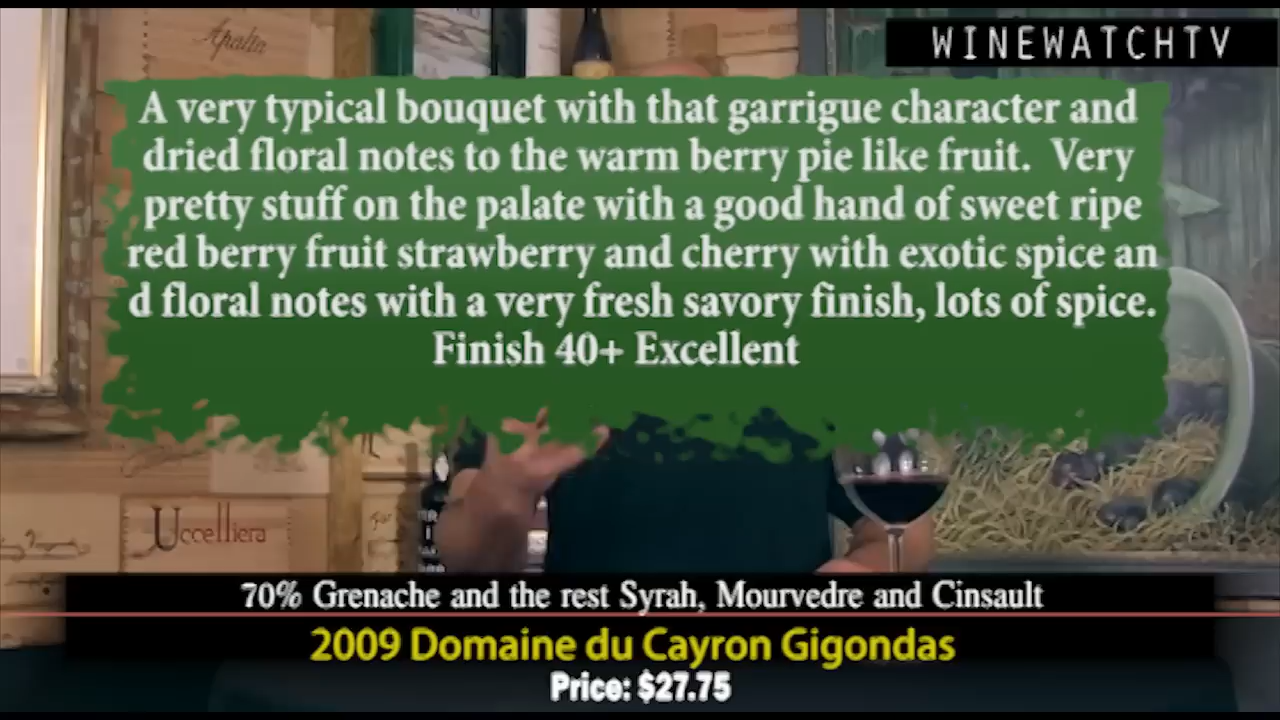 Apalta
WINEWATCHTV
A very typical bouquet with that garrigue character and
dried floral notes to the warm berry pie like fruit. Very
pretty stuff on the palate with a good hand of sweet ripe
red berry fruit strawberry and cherry with exotic spice an
d floral notes with a very fresh savory finish, lots of spice.
Finish 40+ Excellent
Uccelliera
70% Grenache and the rest Syrah, Mourvedre and Cinsault
2009 Domaine du Cayron Gigondas
Price: $27.75